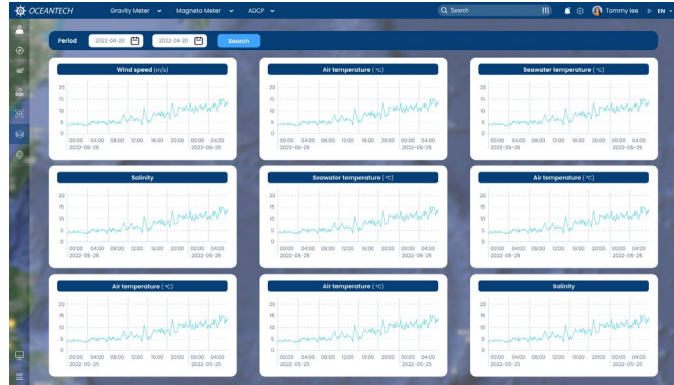 OCEANTECH Gravity Meter Magneto Meter ADCP Search Tommy lee EN
Period 2022-04-20 2022-04-20 Search
Wind speed (m/s)
20
15
10
5
0
00:00 04:00 08:00 12:00 16:00 20:00 00:00 04:00
2022-05-25 2022-05-25
Air temperature (℃)
20
15
10
5
0
00:00 04:00 08:00 12:00 16:00 20:00 00:00 04:00
2022-05-25 2022-05-25
Seawater temperature (℃)
20
15
10
5
0
00:00 04:00 08:00 12:00 16:00 20:00 00:00 04:00
2022-05-25 2022-05-25
Salinity
20
15
10
5
0
00:00 04:00 08:00 12:00 16:00 20:00 00:00 04:00
2022-05-25 2022-05-25
Seawater temperature (℃)
20
15
10
5
0
00:00 04:00 08:00 12:00 16:00 20:00 00:00 04:00
2022-05-25 2022-05-25
Air temperature (℃)
20
15
10
5
0
00:00 04:00 08:00 12:00 16:00 20:00 00:00 04:00
2022-05-25 2022-05-25
Air temperature (℃)
20
15
10
5
0
00:00 04:00 08:00 12:00 16:00 20:00 00:00 04:00
2022-05-25 2022-05-25
Air temperature (℃)
20
15
10
5
0
00:00 04:00 08:00 12:00 16:00 20:00 00:00 04:00
2022-05-25 2022-05-25
Salinity
20
15
10
5
0
00:00 04:00 08:00 12:00 16:00 20:00 00:00 04:00
2022-05-25 2022-05-25